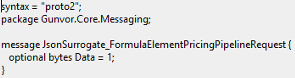 syntax = "proto2";
package Gunvor.Core.Messaging;

message JsonSurrogate_FormulaElementPricingPipelineRequest {
  optional bytes Data = 1;
}